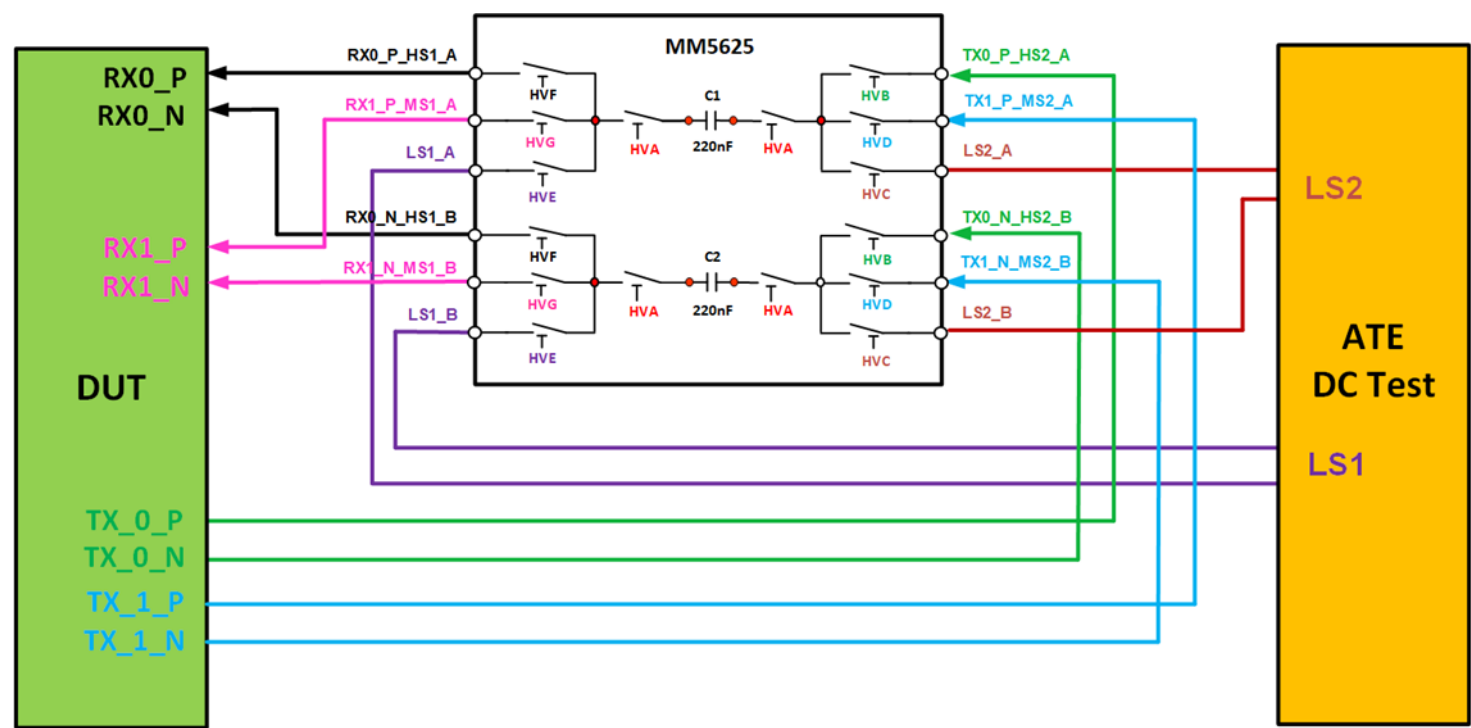 MM5625
RX0_P
RX0_N
RX1_P
RX1_N
DUT
TX_0_P
TX_0_N
TX_1_P
TX_1_N
RX0_P_HS1_A
RX1_P_MS1_A
LS1_A
RX0_N_HS1_B
RX1_N_MS1_B
LS1_B
HVF
HVG
HVE
HVA
C1
220nF
HVA
HVB
HVD
HVC
HVF
HVG
HVE
HVA
C2
220nF
HVA
HVB
HVD
HVC
TX0_P_HS2_A
TX1_P_MS2_A
LS2_A
TX0_N_HS2_B
TX1_N_MS2_B
LS2_B
LS2
ATE
DC Test
LS1